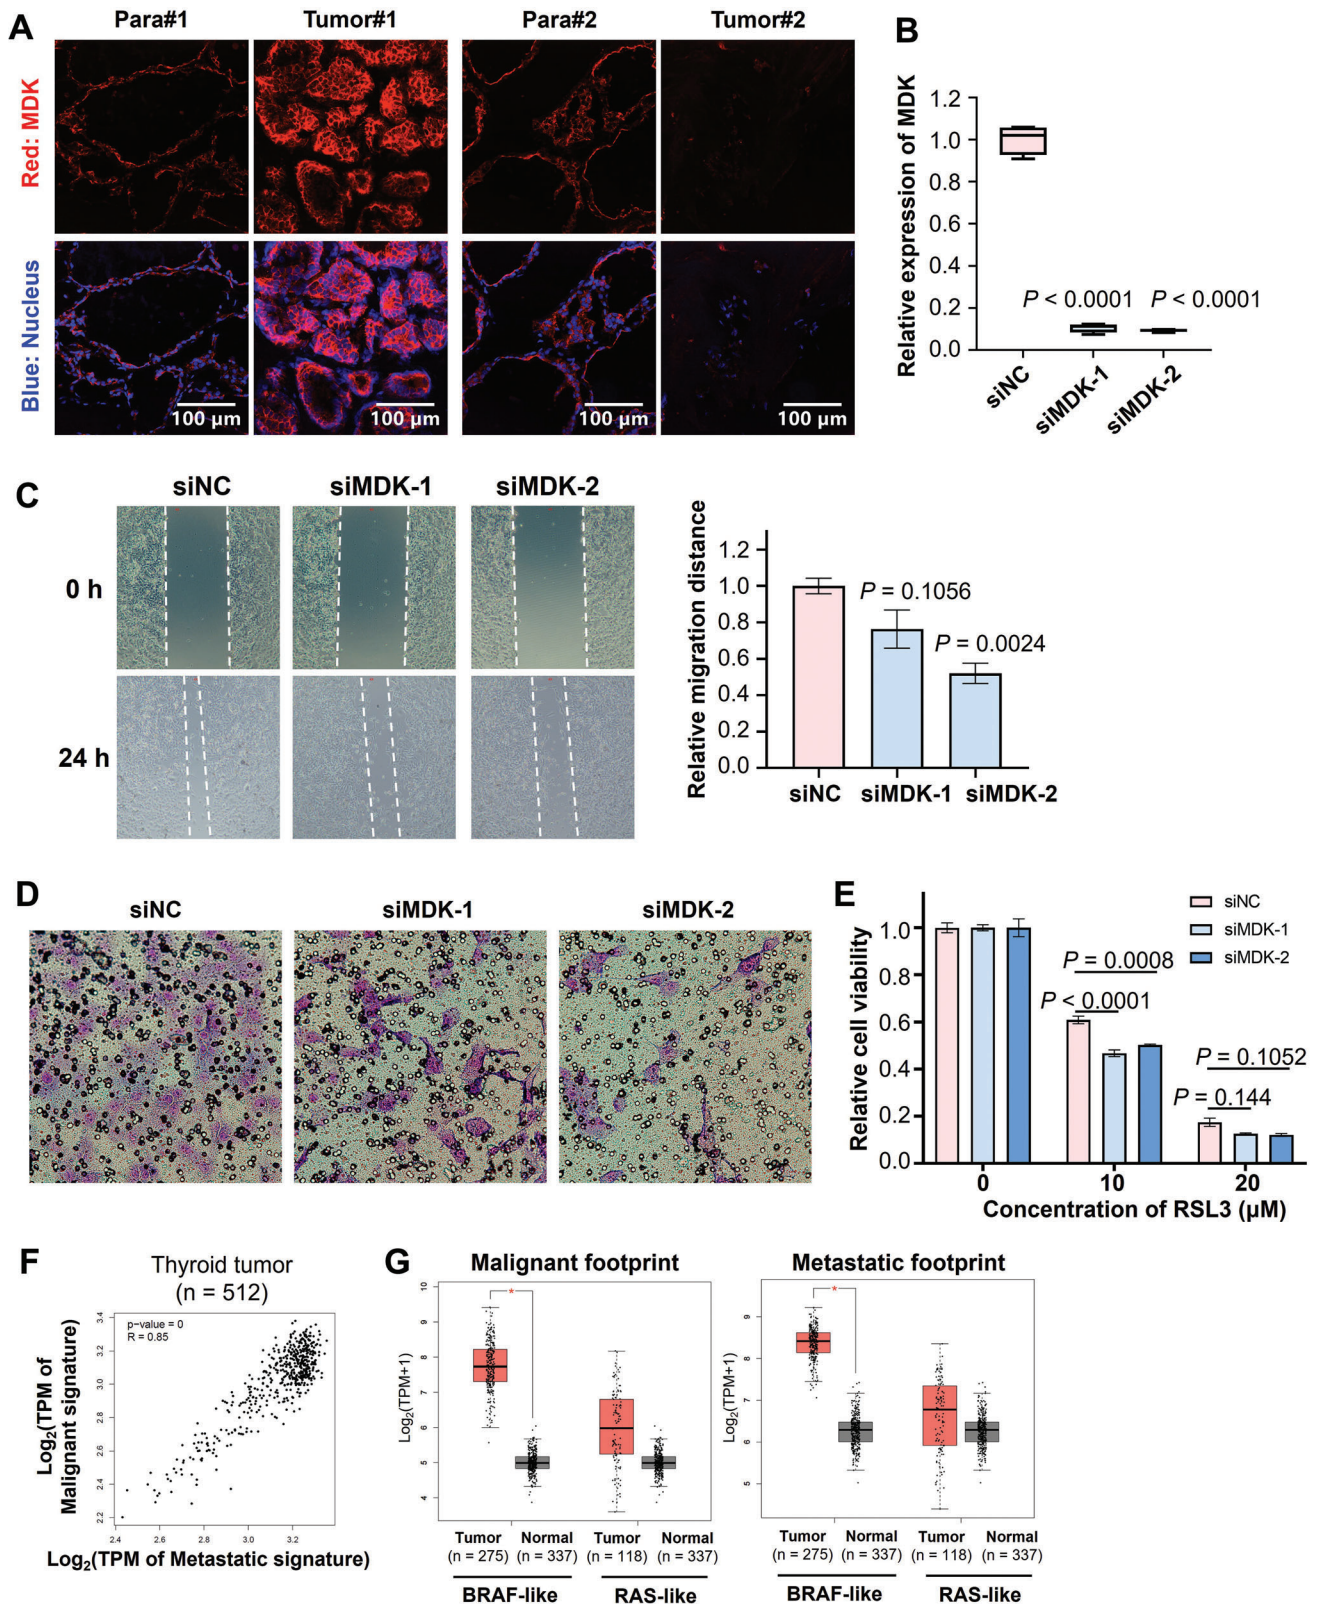 A
Para#1
Tumor#1
Para#2
Tumor#2
Red: MDK
Blue: Nucleus
100 µm
100 µm
100 µm
100 µm
B
Relative expression of MDK
1.2
1.0
0.8
0.6
0.4
0.2
0.0
P < 0.0001
P < 0.0001
siNC
siMDK-1
siMDK-2
C
siNC
siMDK-1
siMDK-2
0 h
24 h
Relative migration distance
1.2
1.0
0.8
0.6
0.4
0.2
0.0
P = 0.1056
P = 0.0024
siNC
siMDK-1
siMDK-2
D
siNC
siMDK-1
siMDK-2
E
Relative cell viability
1.0
0.8
0.6
0.4
0.2
0.0
siNC
siMDK-1
siMDK-2
P = 0.0008
P < 0.0001
P = 0.1052
P = 0.144
0
10
20
Concentration of RSL3 (µM)
F
Thyroid tumor
(n = 512)
p-value = 0
R = 0.85
Log₂(TPM of
Malignant signature)
3.4
3.2
3.0
2.8
2.6
2.4
2.2
2.4
2.6
2.8
3.0
3.2
Log₂(TPM of Metastatic signature)
G
Malignant footprint
Log₂(TPM+1)
10
9
8
7
6
5
4
*
Tumor
(n = 275)
Normal
(n = 337)
Tumor
(n = 118)
Normal
(n = 337)
BRAF-like
RAS-like
Metastatic footprint
Log₂(TPM+1)
9
8
7
6
5
*
Tumor
(n = 275)
Normal
(n = 337)
Tumor
(n = 118)
Normal
(n = 337)
BRAF-like
RAS-like